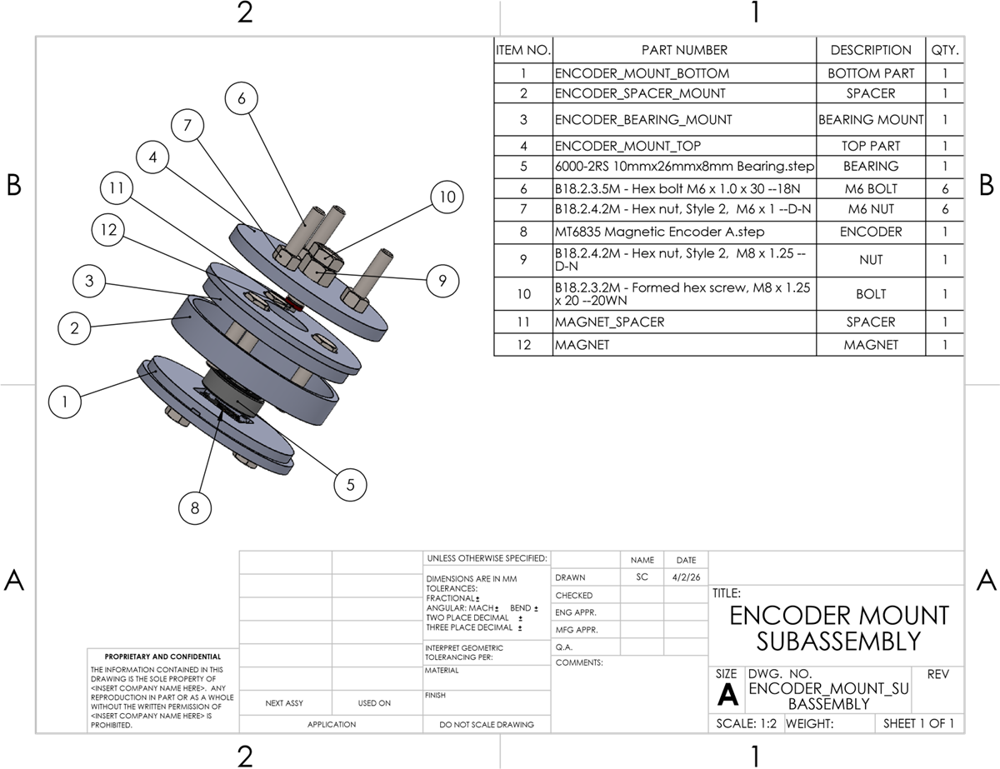 2 1
ITEM NO. PART NUMBER DESCRIPTION QTY.
1 ENCODER_MOUNT_BOTTOM BOTTOM PART 1
2 ENCODER_SPACER_MOUNT SPACER 1
3 ENCODER_BEARING_MOUNT BEARING MOUNT 1
4 ENCODER_MOUNT_TOP TOP PART 1
5 6000-2RS 10mmx26mmx8mm Bearing.step BEARING 1
6 B18.2.3.5M - Hex bolt M6 x 1.0 x 30 --18N M6 BOLT 6
7 B18.2.4.2M - Hex nut, Style 2,  M6 x 1 --D-N M6 NUT 6
8 MT6835 Magnetic Encoder A.step ENCODER 1
9 B18.2.4.2M - Hex nut, Style 2,  M8 x 1.25 -- NUT 1
D-N
10 B18.2.3.2M - Formed hex screw, M8 x 1.25 BOLT 1
x 20 --20WN
11 MAGNET_SPACER SPACER 1
12 MAGNET MAGNET 1
B B
6
7
4
11
10
12
3
9
2
1
5
8
A A
UNLESS OTHERWISE SPECIFIED:
DIMENSIONS ARE IN MM
TOLERANCES:
FRACTIONAL±
ANGULAR: MACH± BEND ±
TWO PLACE DECIMAL ±
THREE PLACE DECIMAL ±
INTERPRET GEOMETRIC
TOLERANCING PER:
MATERIAL
FINISH
DO NOT SCALE DRAWING
NAME DATE
DRAWN SC 4/2/26
CHECKED
ENG APPR.
MFG APPR.
Q.A.
COMMENTS:
TITLE:
ENCODER MOUNT
SUBASSEMBLY
SIZE DWG. NO. REV
A ENCODER_MOUNT_SU
BASSEMBLY
SCALE: 1:2 WEIGHT: SHEET 1 OF 1
PROPRIETARY AND CONFIDENTIAL
THE INFORMATION CONTAINED IN THIS
DRAWING IS THE SOLE PROPERTY OF
<INSERT COMPANY NAME HERE>. ANY
REPRODUCTION IN PART OR AS A WHOLE
WITHOUT THE WRITTEN PERMISSION OF
<INSERT COMPANY NAME HERE> IS
PROHIBITED.
NEXT ASSY USED ON
APPLICATION
2 1